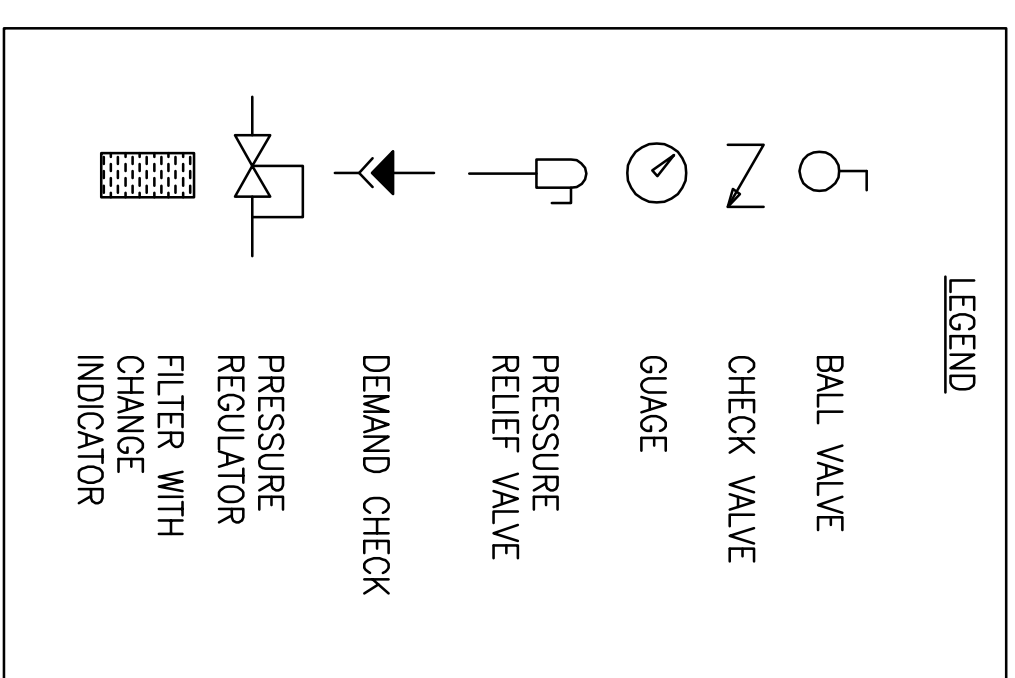 LEGEND
BALL VALVE
CHECK VALVE
GUAGE
PRESSURE
RELIEF VALVE
DEMAND CHECK
PRESSURE
REGULATOR
FILTER WITH
CHANGE
INDICATOR